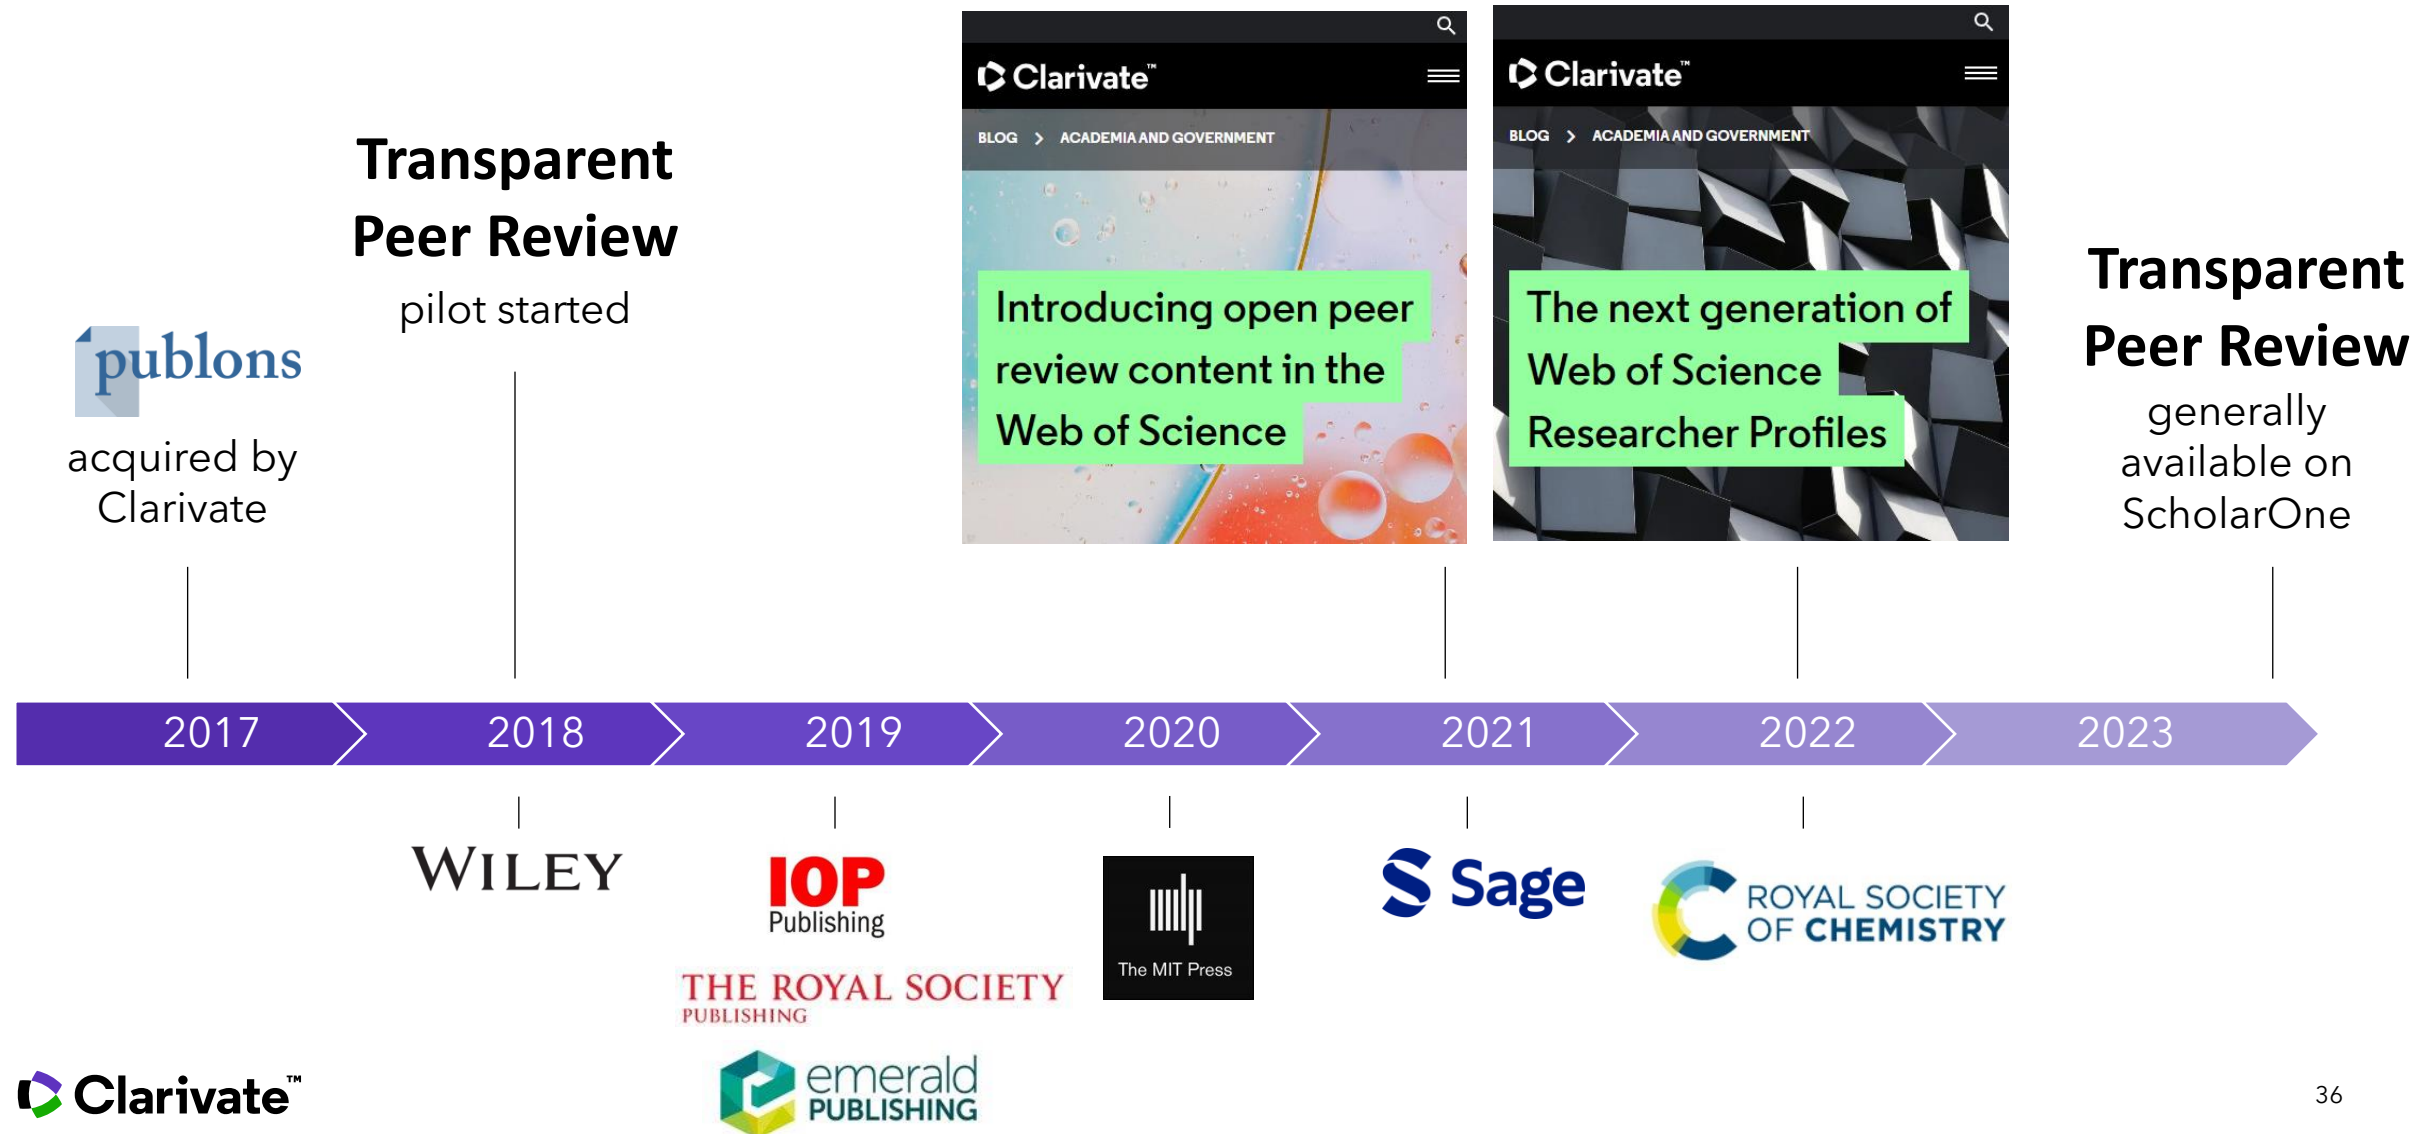 publons
acquired by
Clarivate
Transparent
Peer Review
pilot started
Clarivate™
BLOG > ACADEMIA AND GOVERNMENT
Introducing open peer
review content in the
Web of Science
Clarivate™
BLOG > ACADEMIA AND GOVERNMENT
The next generation of
Web of Science
Researcher Profiles
Transparent
Peer Review
generally
available on
ScholarOne
2017
2018
2019
2020
2021
2022
2023
WILEY
IOP
Publishing
THE ROYAL SOCIETY
PUBLISHING
emerald
PUBLISHING
The MIT Press
Sage
ROYAL SOCIETY
OF CHEMISTRY
Clarivate™
36